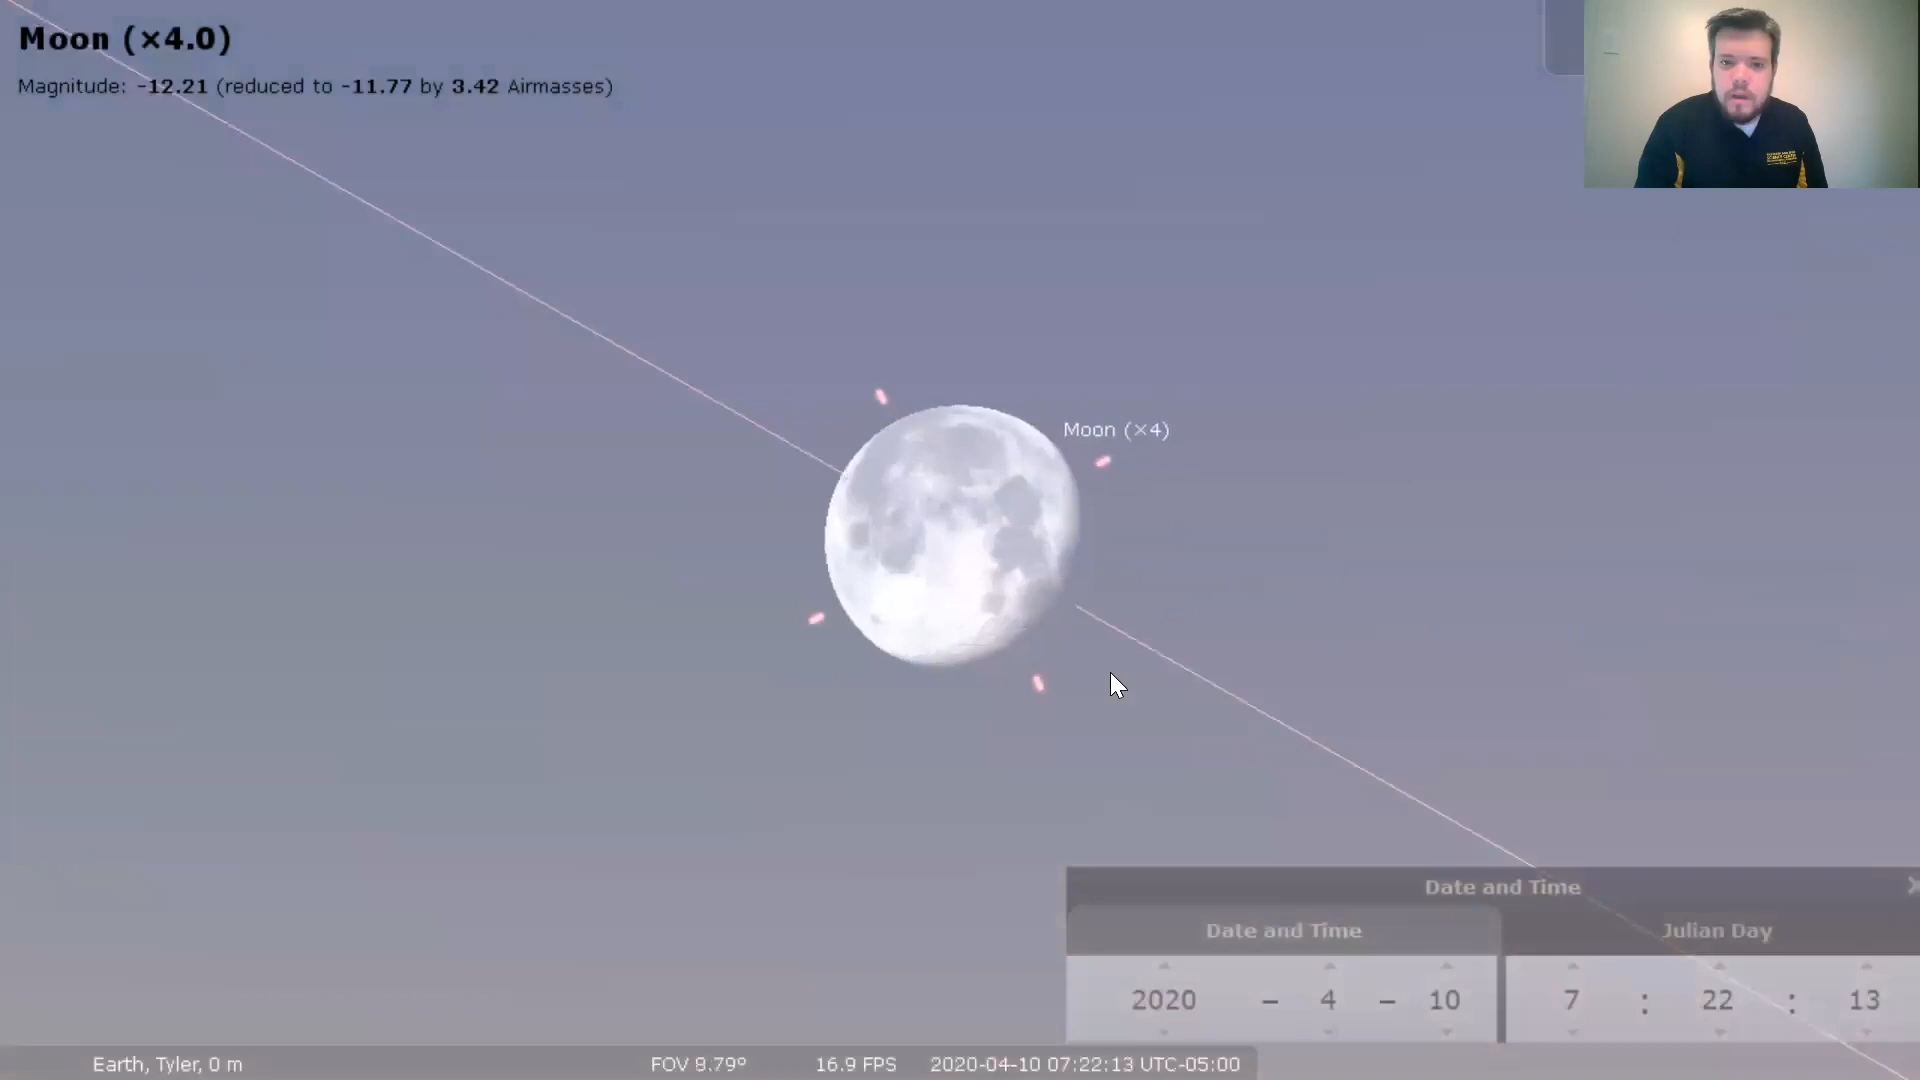 Moon (×4.0)
Magnitude: -12.21 (reduced to -11.77 by 3.42 Airmasses)
Moon (×4)
Date and Time
Date and Time
Julian Day
2020 – 4 – 10
7 : 22 : 13
Earth, Tyler, 0 m
FOV 8.79°
16.9 FPS
2020-04-10 07:22:13 UTC-05:00